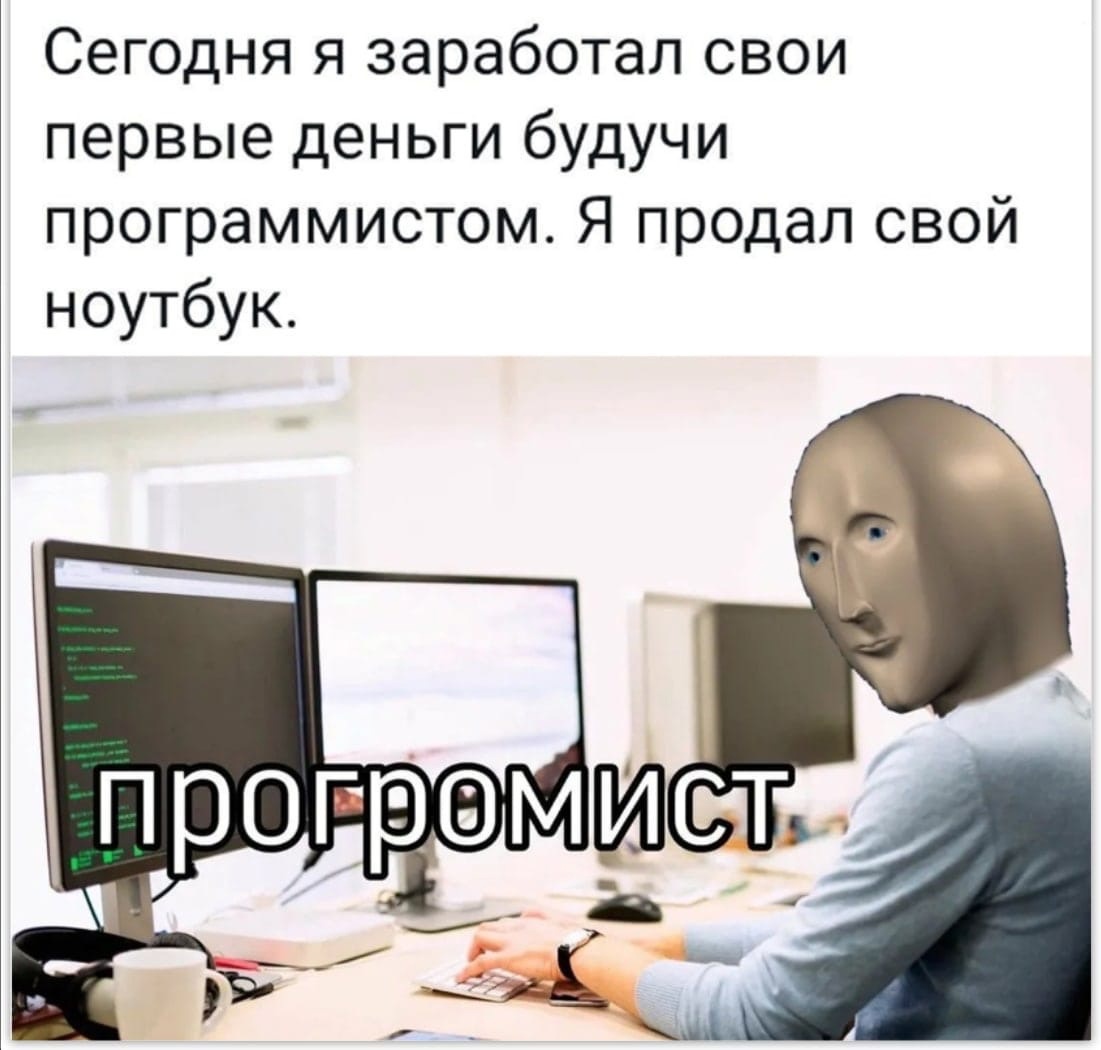 Сегодня я заработал свои
первые деньги будучи
программистом. Я продал свой
ноутбук.
прогромист